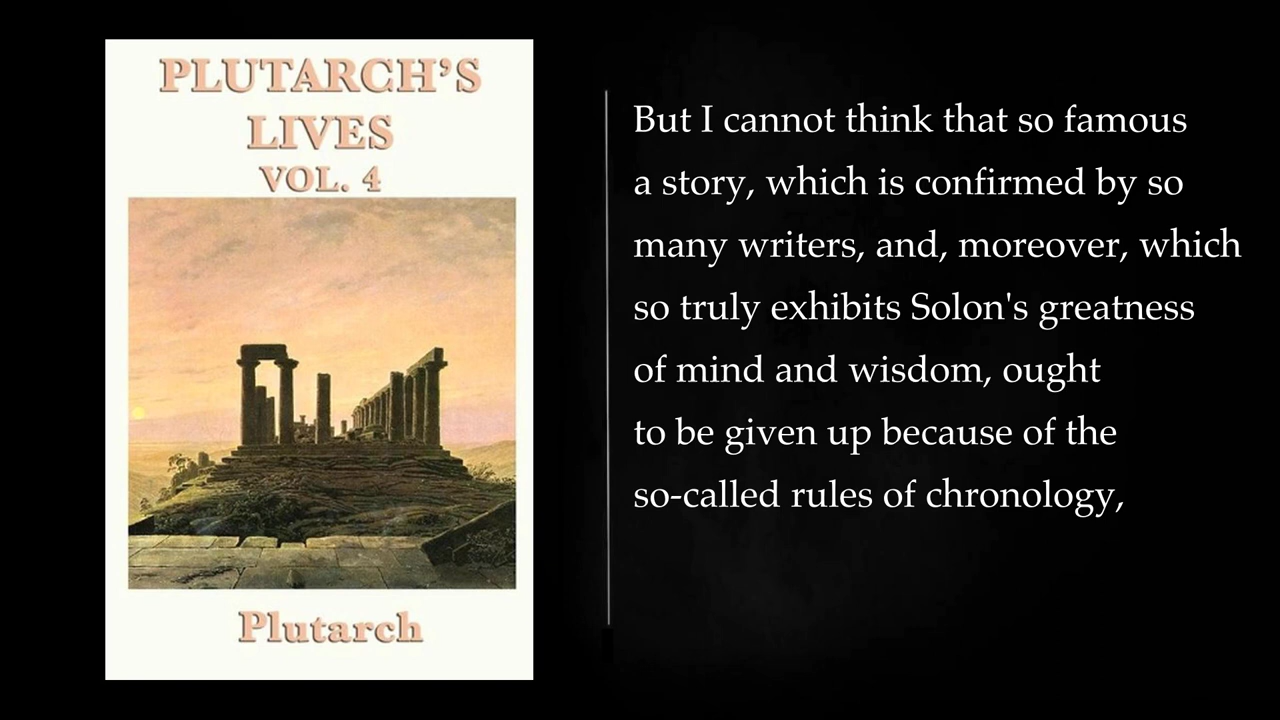 PLUTARCH'S
LIVES
VOL. 4
Plutarch
But I cannot think that so famous
a story, which is confirmed by so
many writers, and, moreover, which
so truly exhibits Solon's greatness
of mind and wisdom, ought
to be given up because of the
so-called rules of chronology,